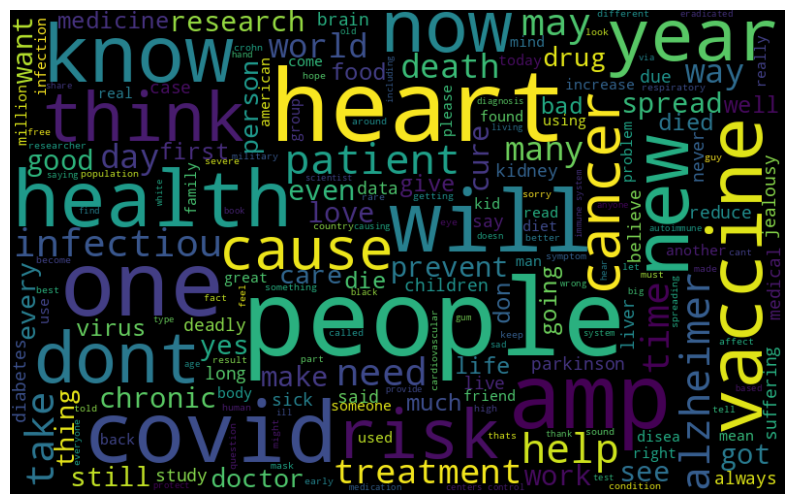 medicine
research
brain
old
now
may
different
eradicated
look
year
want
infection
know
crohn
hand
world
come
mind
death
today
drug
via
due
way
really
million
share
real
think
case
person
american
hope
food
including
heart
increase
please
group
diagnosis
found
bad
respiratory
spread
well
free
researcher
saying
good
day
first
severe
military
around
living
using
cancer
died
never
guy
population
scientist
patient
cure
many
kidney
problem
vaccine
health
white
family
even
data
give
sorry
rare
getting
kid
read
immune system
believe
new
reduce
jealousy
autoimmune
find
book
love
will
say
diet
eye
doesn
better
another
cant
infectiou
cause
country
causing
man
symptom
hear
let
must
made
medical
become
every
one
great
something
care
prevent
die
children
don
going
wrong
big
liver
time
spreading
best
use
fact
feel
black
people
system
affect
based
diabetes
virus
type
deadly
called
gum
cardiovascular
keep
sad
dont
yes
result
age
part
need
life
parkinson
amp
alzheimer
tell
suffering
take
thing
chronic
long
body
make
provide
said
much
live
high
friend
told
human
sick
ill
someone
covid
everyone
might
risk
thats
thank
sound
help
disea
right
see
mean
got
back
question
used
still
study
doctor
mask
early
treatment
work
test
always
protect
medication
centers control
condition